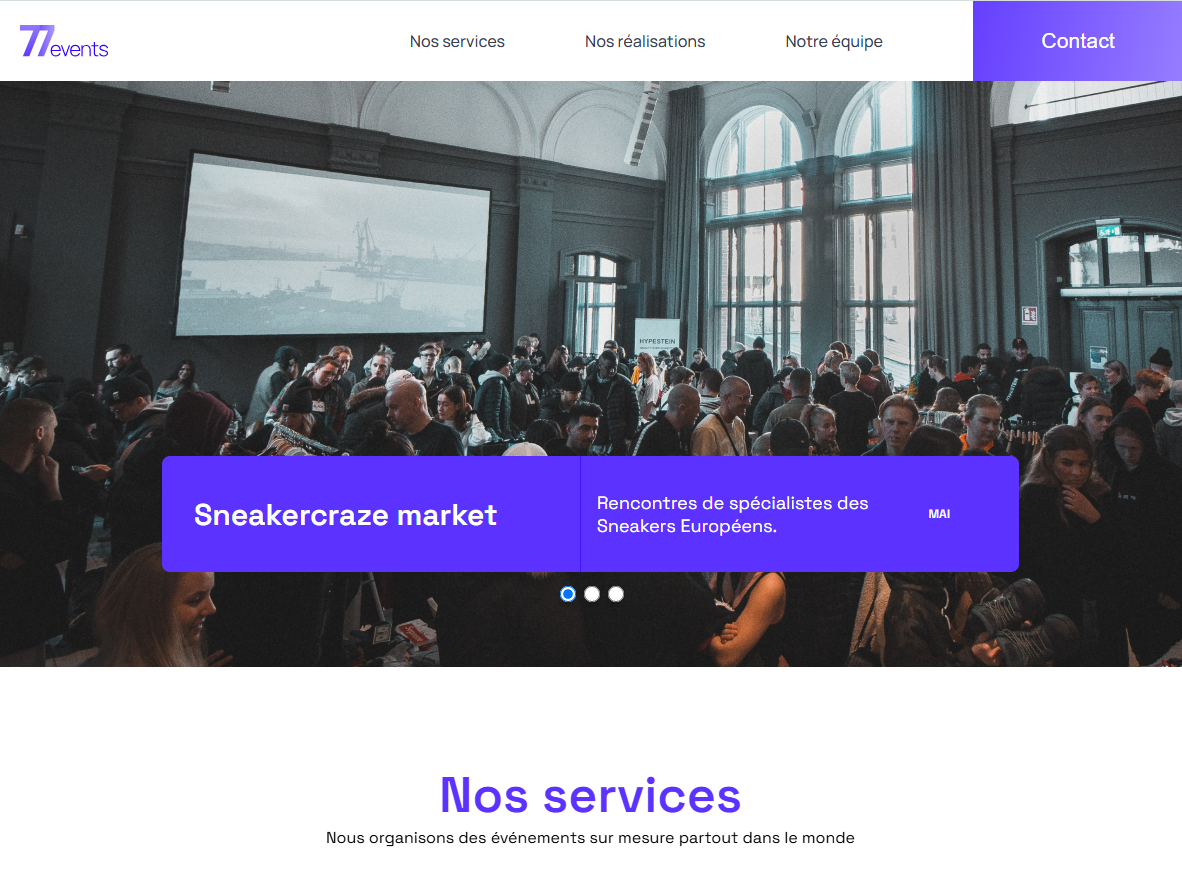 77events
Nos services
Nos réalisations
Notre équipe
Contact
HYPESTEIN
Sneakercraze market
Rencontres de spécialistes des
Sneakers Européens.
MAI
Nos services
Nous organisons des événements sur mesure partout dans le monde